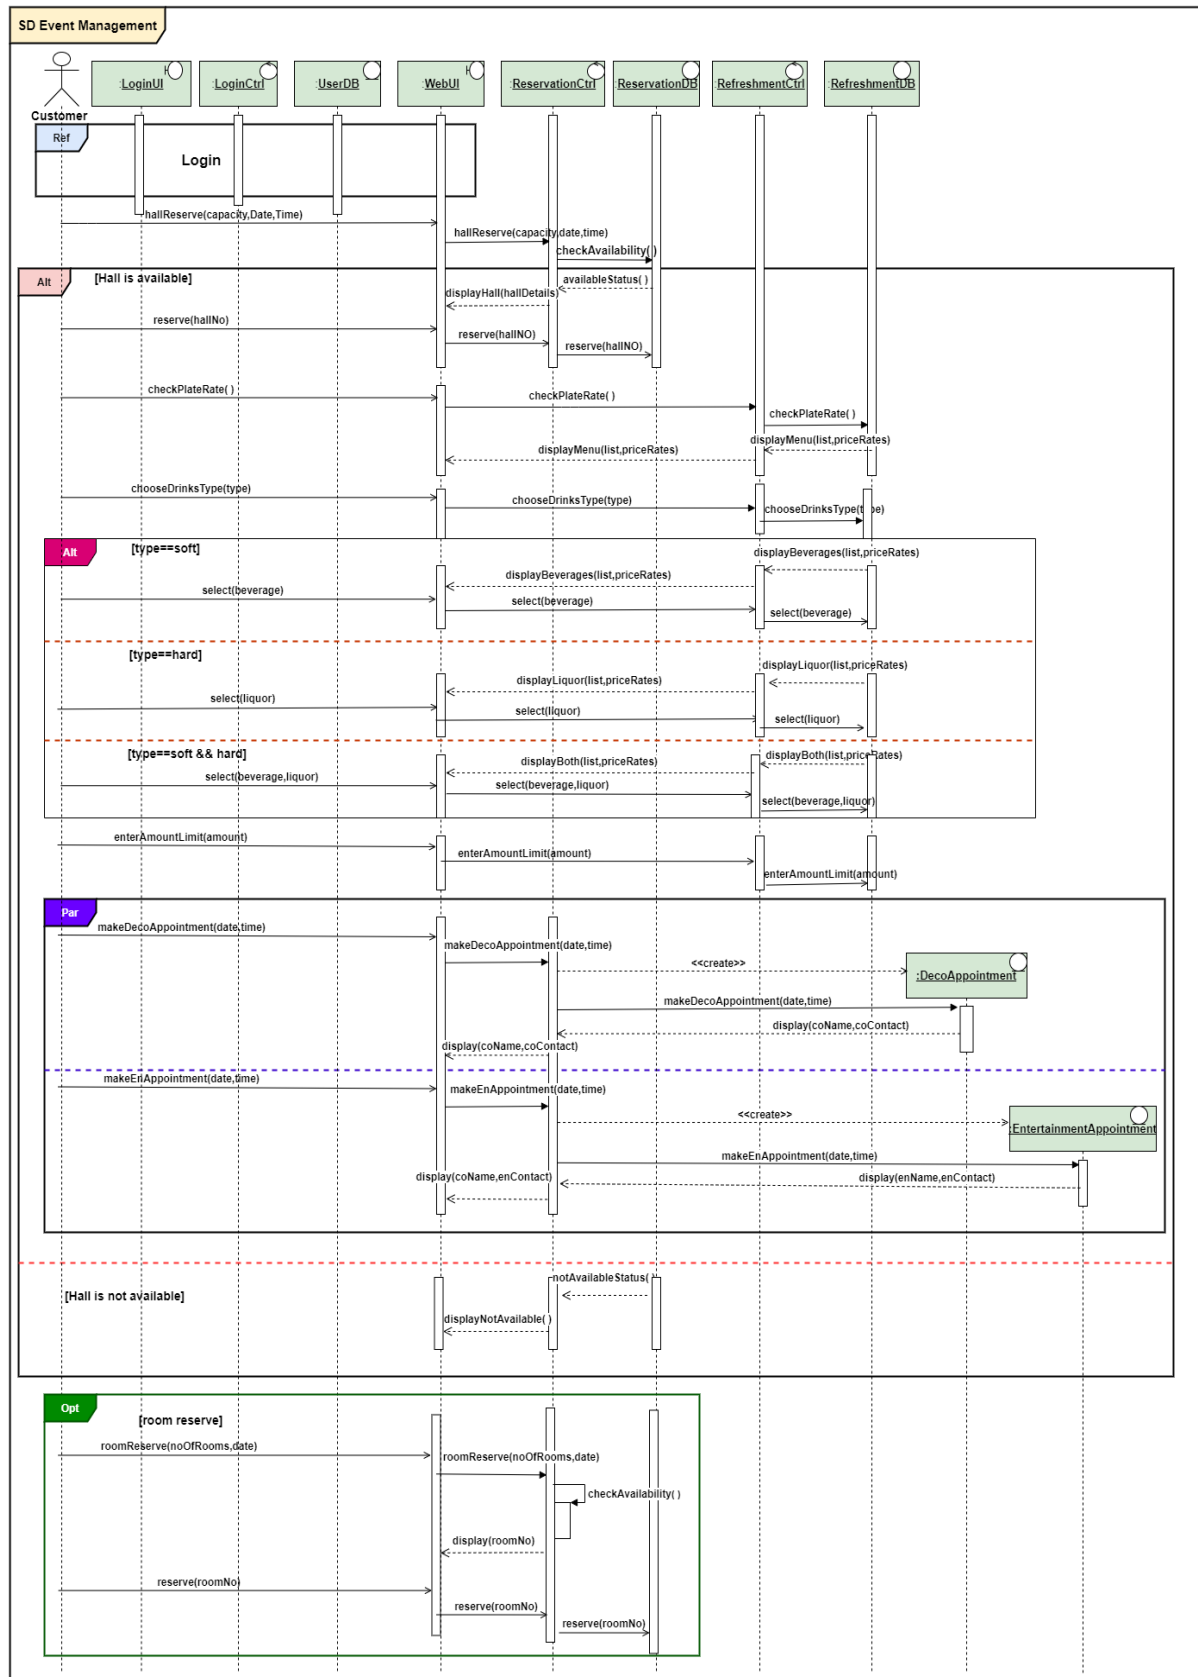 SD Event Management
Customer
:LoginUI
:LoginCtrl
:UserDB
:WebUI
:ReservationCtrl
:ReservationDB
:RefreshmentCtrl
:RefreshmentDB
Ref
Login
hallReserve(capacity,Date,Time)
hallReserve(capacity,date,time)
checkAvailability( )
Alt
[Hall is available]
availableStatus( )
displayHall(hallDetails)
reserve(hallNo)
reserve(hallNO)
reserve(hallNO)
checkPlateRate( )
checkPlateRate( )
checkPlateRate( )
displayMenu(list,priceRates)
displayMenu(list,priceRates)
chooseDrinksType(type)
chooseDrinksType(type)
chooseDrinksType(type)
Alt
[type==soft]
displayBeverages(list,priceRates)
displayBeverages(list,priceRates)
select(beverage)
select(beverage)
select(beverage)
[type==hard]
displayLiquor(list,priceRates)
displayLiquor(list,priceRates)
select(liquor)
select(liquor)
select(liquor)
[type==soft && hard]
displayBoth(list,priceRates)
displayBoth(list,priceRates)
select(beverage,liquor)
select(beverage,liquor)
select(beverage,liquor)
enterAmountLimit(amount)
enterAmountLimit(amount)
enterAmountLimit(amount)
Par
makeDecoAppointment(date,time)
makeDecoAppointment(date,time)
<<create>>
:DecoAppointment
makeDecoAppointment(date,time)
display(coName,coContact)
display(coName,coContact)
makeEnAppointment(date,time)
makeEnAppointment(date,time)
<<create>>
:EntertainmentAppointment
makeEnAppointment(date,time)
display(enName,enContact)
display(coName,enContact)
[Hall is not available]
notAvailableStatus( )
displayNotAvailable( )
Opt
[room reserve]
roomReserve(noOfRooms,date)
roomReserve(noOfRooms,date)
checkAvailability( )
display(roomNo)
reserve(roomNo)
reserve(roomNo)
reserve(roomNo)